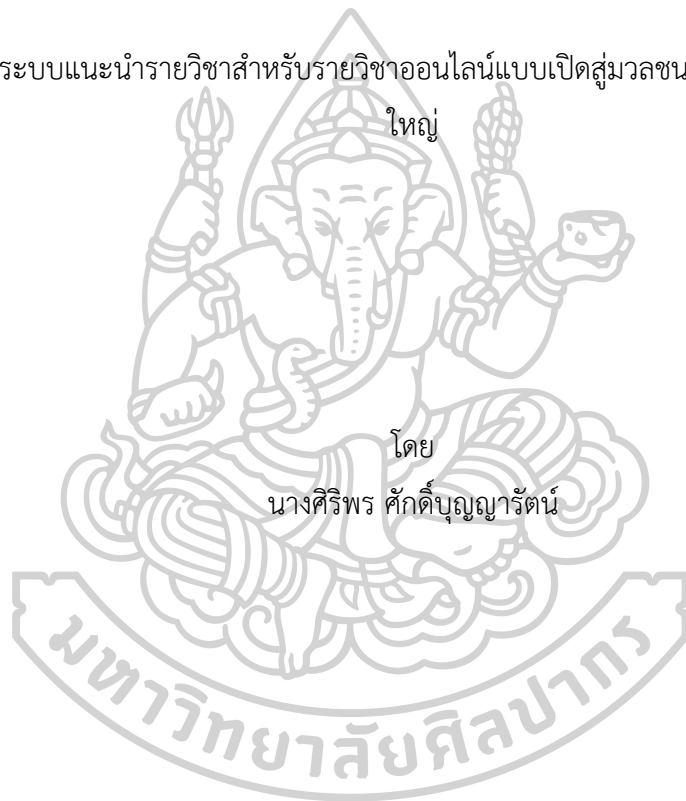 ระบบแนะนำรายวิชาสำหรับรายวิชาออนไลน์แบบเปิดสู่มวลชน
ใหญ่
โดย
นางศิริพร ศักดิ์บุญญารัตน์
มหาวิทยาลัยศิลปากร